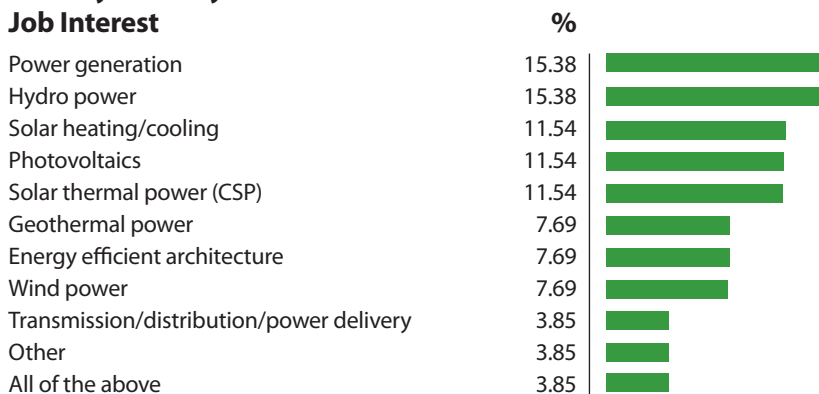 Job Interest %
Power generation 15.38
Hydro power 15.38
Solar heating/cooling 11.54
Photovoltaics 11.54
Solar thermal power (CSP) 11.54
Geothermal power 7.69
Energy efficient architecture 7.69
Wind power 7.69
Transmission/distribution/power delivery 3.85
Other 3.85
All of the above 3.85